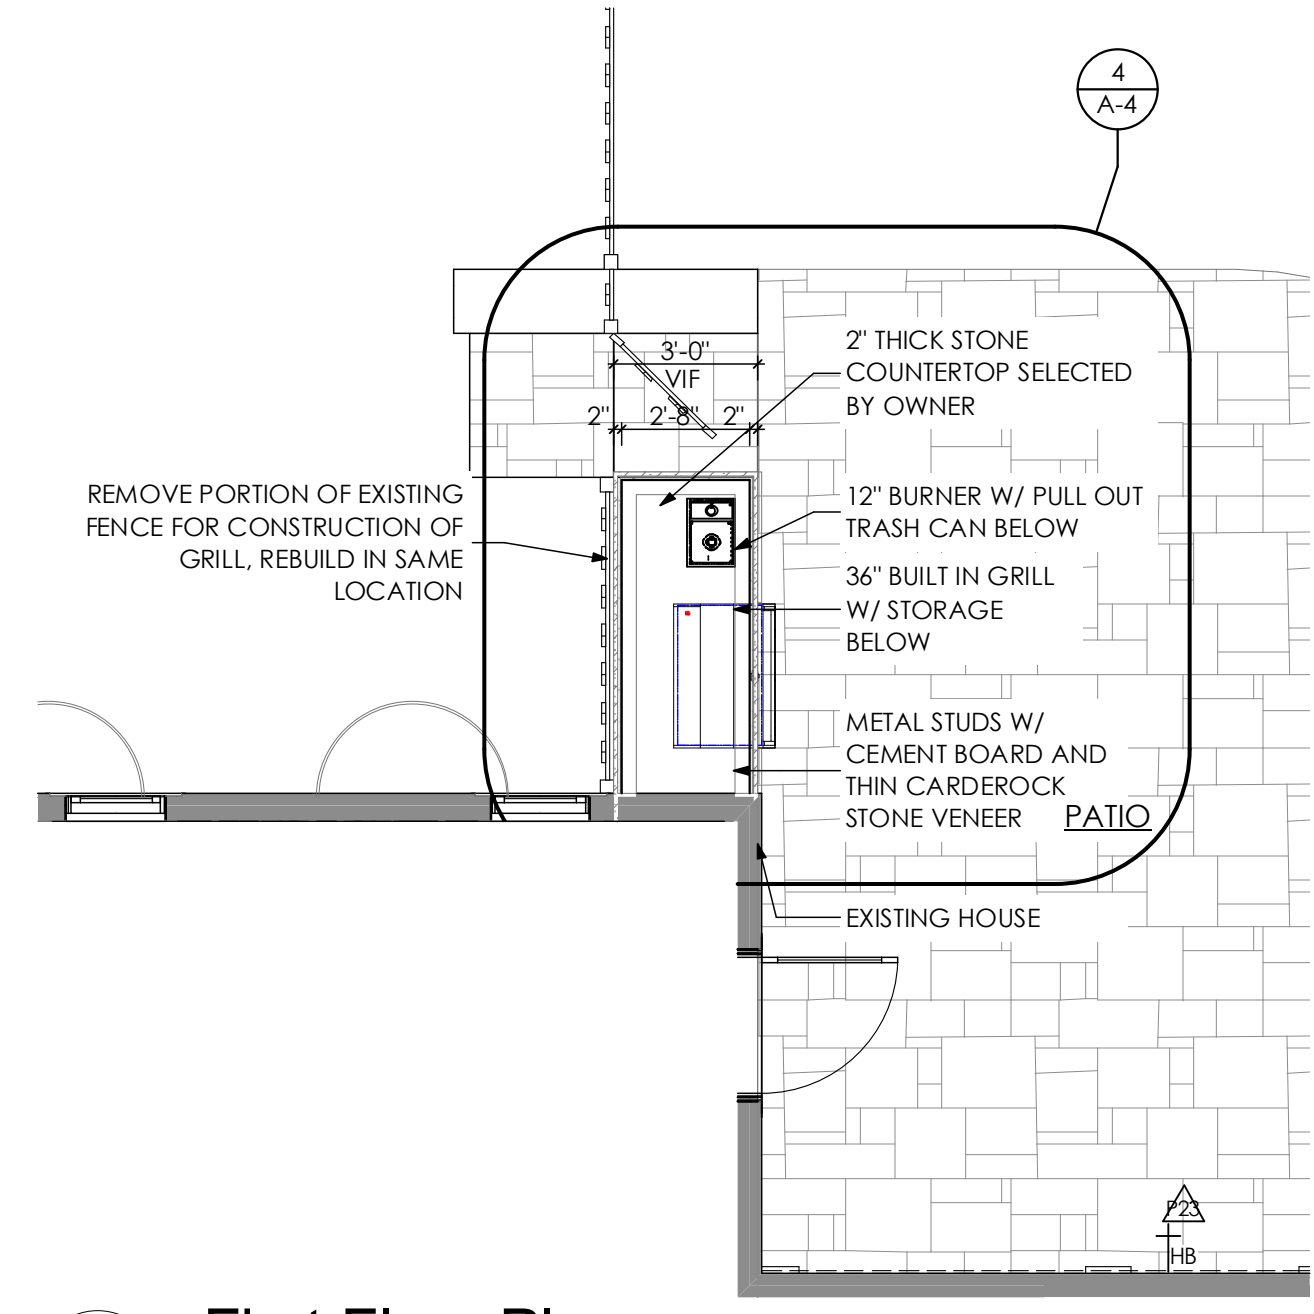 4
A-4
2" THICK STONE
COUNTERTOP SELECTED
BY OWNER
3'-0"
VIF
2"
2'-8"
2"
REMOVE PORTION OF EXISTING
FENCE FOR CONSTRUCTION OF
GRILL, REBUILD IN SAME
LOCATION
12" BURNER W/ PULL OUT
TRASH CAN BELOW
36" BUILT IN GRILL
W/ STORAGE
BELOW
METAL STUDS W/
CEMENT BOARD AND
THIN CARDEROCK
STONE VENEER
PATIO
EXISTING HOUSE
P23
HB